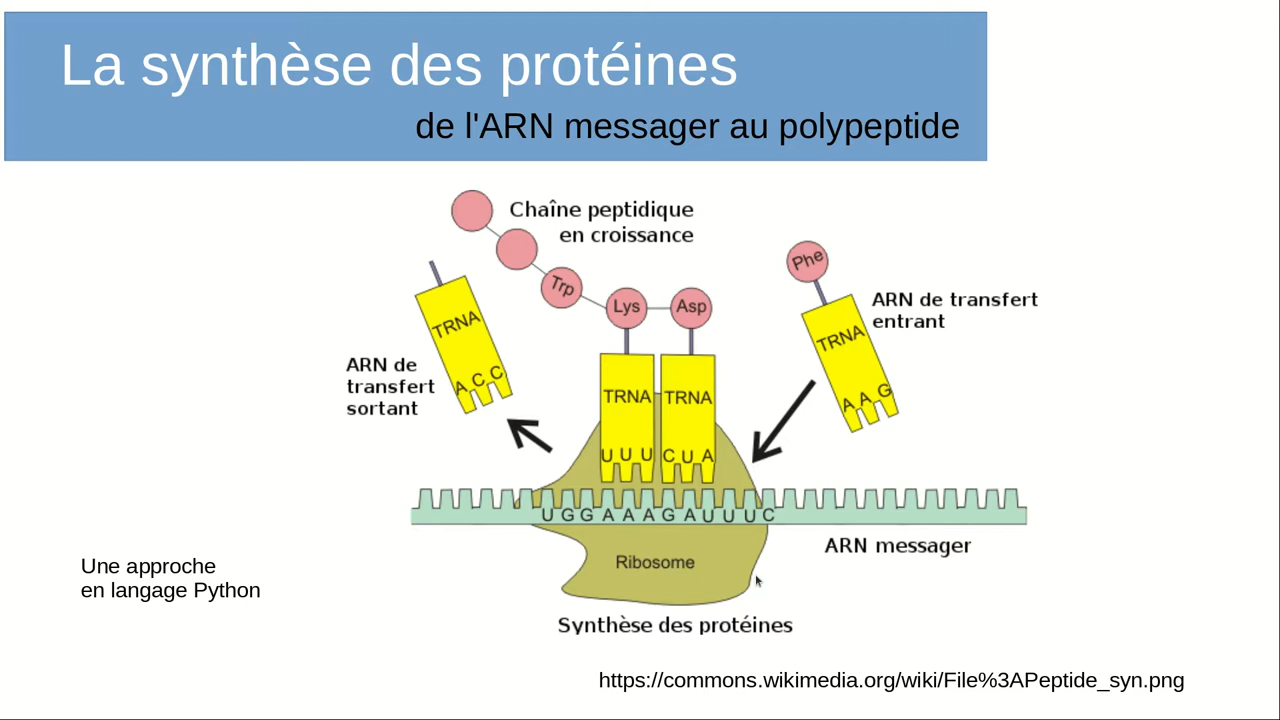 La synthèse des protéines
de l'ARN messager au polypeptide
Chaîne peptidique
en croissance
Phe
Trp
Lys
Asp
ARN de transfert
entrant
TRNA
TRNA
ARN de
transfert
sortant
A C C
A A G
TRNA
TRNA
U U U
C U A
U G G A A A G A U U U C
ARN messager
Ribosome
Une approche
en langage Python
Synthèse des protéines
https://commons.wikimedia.org/wiki/File%3APeptide_syn.png